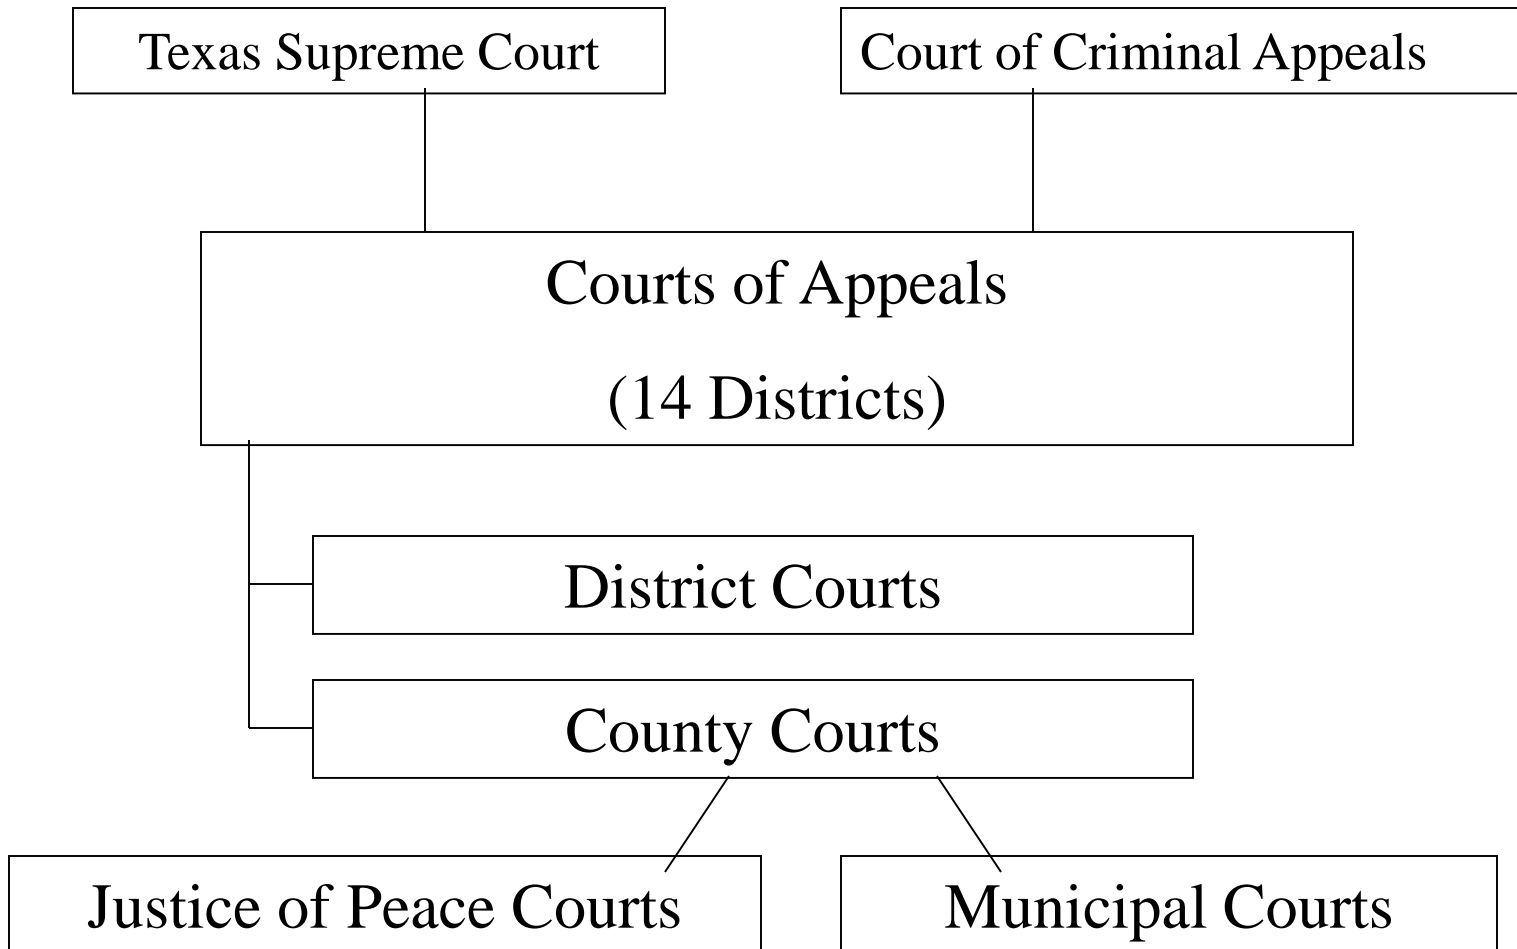 Texas Supreme Court
Court of Criminal Appeals
Courts of Appeals
(14 Districts)
District Courts
County Courts
Justice of Peace Courts
Municipal Courts